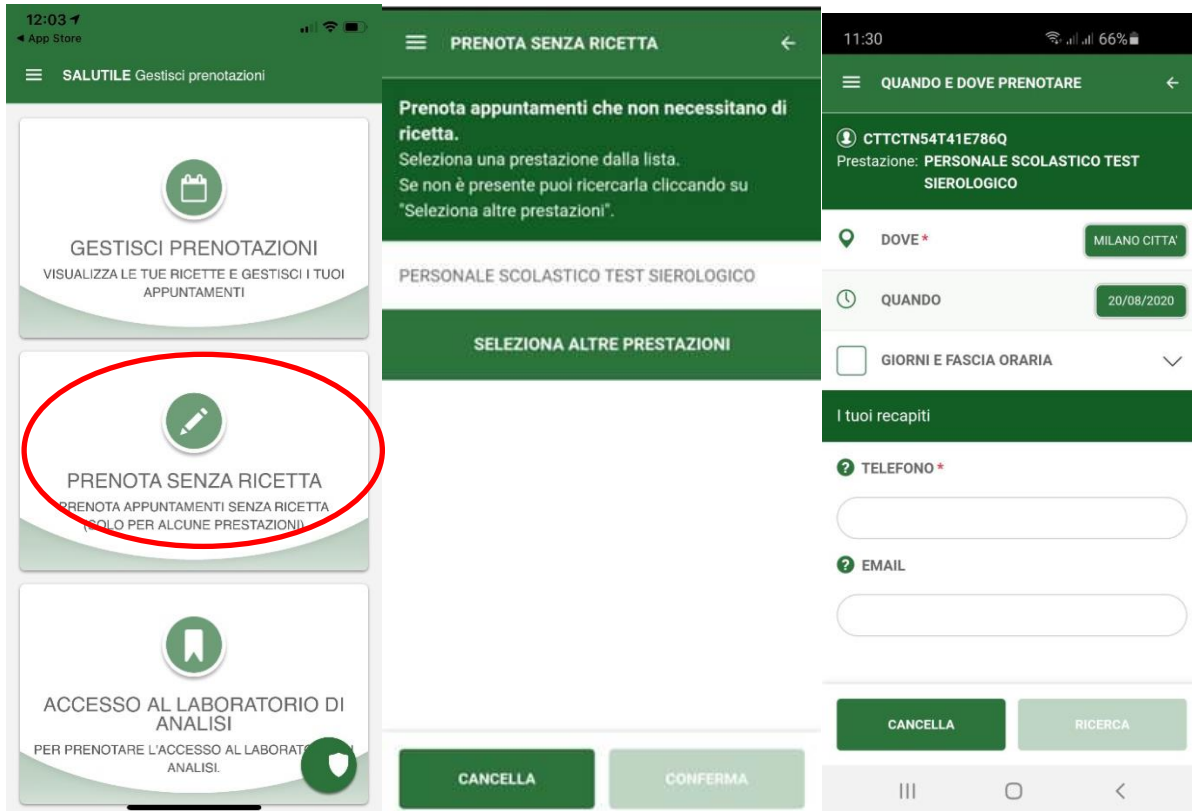 12:03
App Store
SALUTILE Gestisci prenotazioni
GESTISCI PRENOTAZIONI
VISUALIZZA LE TUE RICETTE E GESTISCI I TUOI
APPUNTAMENTI
PRENOTA SENZA RICETTA
PRENOTA APPUNTAMENTI SENZA RICETTA
(SOLO PER ALCUNE PRESTAZIONI)
ACCESSO AL LABORATORIO DI
ANALISI
PER PRENOTARE L'ACCESSO AL
ANALISI.
PRENOTA SENZA RICETTA
Prenota appuntamenti che non necessitano di
ricetta.
Seleziona una prestazione dalla lista.
Se non è presente puoi ricercarla cliccando su
"Seleziona altre prestazioni".
PERSONALE SCOLASTICO TEST SIEROLOGICO
SELEZIONA ALTRE PRESTAZIONI
CANCELLA
CONFERMA
11:30
66%
QUANDO E DOVE PRENOTARE
CTTCTN54T41E786Q
Prestazione: PERSONALE SCOLASTICO TEST
SIEROLOGICO
DOVE *
MILANO CITTA'
QUANDO
20/08/2020
GIORNI E FASCIA ORARIA
I tuoi recapiti
TELEFONO *
EMAIL
CANCELLA
RICERCA